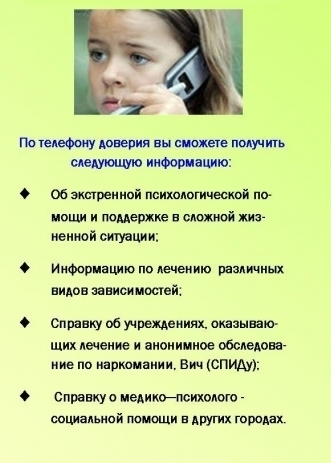 По телефону доверия вы сможете получить
следующую информацию:
♦ Об экстренной психологической по-
мощи и поддержке в сложной жиз-
ненной ситуации;
♦ Информацию по лечению различных
видов зависимостей;
♦ Справку об учреждениях, оказываю-
щих лечение и анонимное обследова-
ние по наркомании, Вич (СПИДу);
♦ Справку о медико—психолого -
социальной помощи в других городах.